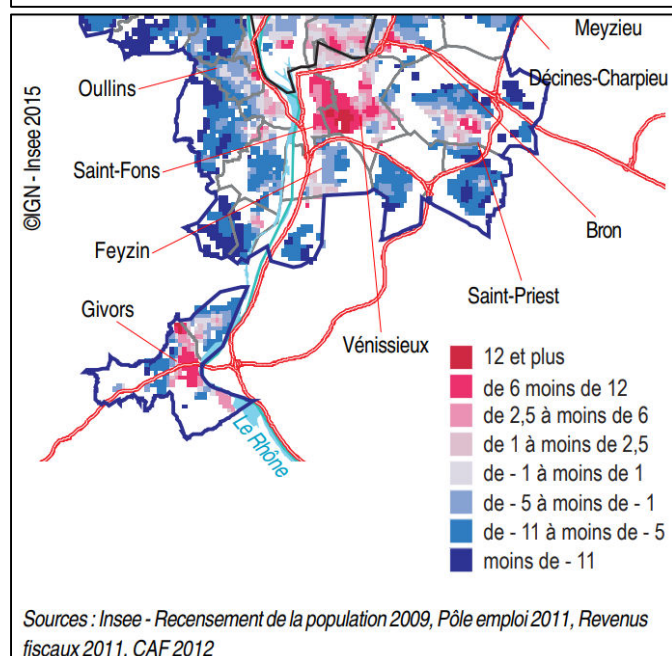 Meyzieu
Décines-Charpieu
Oullins
©IGN - Insee 2015
Saint-Fons
Feyzin
Bron
Saint-Priest
Givors
Vénissieux
Le Rhône
12 et plus
de 6 moins de 12
de 2,5 à moins de 6
de 1 à moins de 2,5
de - 1 à moins de 1
de - 5 à moins de - 1
de - 11 à moins de - 5
moins de - 11
Sources : Insee - Recensement de la population 2009, Pôle emploi 2011, Revenus
fiscaux 2011, CAF 2012